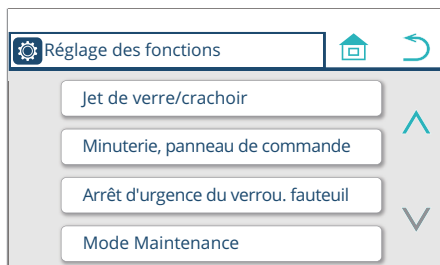 Réglage des fonctions
Jet de verre/crachoir
Minuterie, panneau de commande
Arrêt d'urgence du verrou. fauteuil
Mode Maintenance